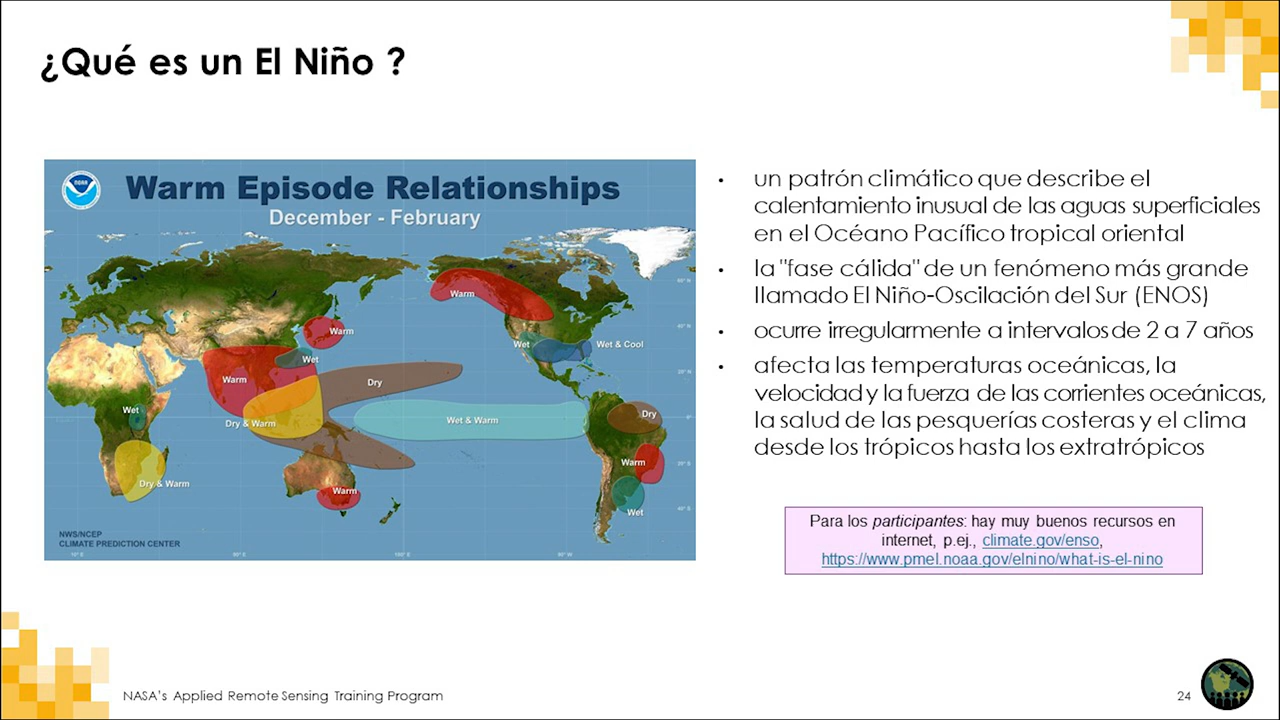 ¿Qué es un El Niño ?
NOAA
Warm Episode Relationships
December - February
Warm
Warm
Wet
Wet & Cool
Wet
Warm
Dry
Wet
Dry & Warm
Wet & Warm
Dry
Warm
Dry & Warm
Warm
Wet
NWS/NCEP
CLIMATE PREDICTION CENTER
• un patrón climático que describe el
calentamiento inusual de las aguas superficiales
en el Océano Pacífico tropical oriental
• la "fase cálida" de un fenómeno más grande
llamado El Niño-Oscilación del Sur (ENOS)
• ocurre irregularmente a intervalos de 2 a 7 años
• afecta las temperaturas oceánicas, la
velocidad y la fuerza de las corrientes oceánicas,
la salud de las pesquerías costeras y el clima
desde los trópicos hasta los extratrópicos
Para los participantes: hay muy buenos recursos en
internet, p.ej., climate.gov/enso,
https://www.pmel.noaa.gov/elnino/what-is-el-nino
NASA's Applied Remote Sensing Training Program
24